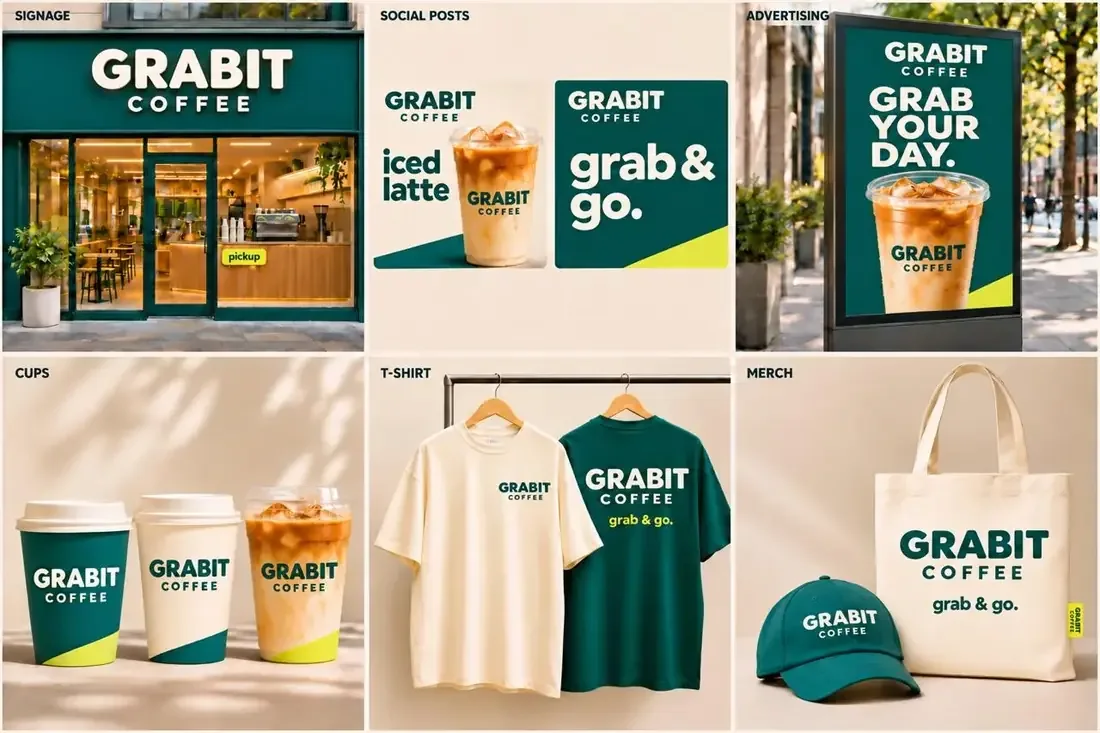 SIGNAGE
GRABIT
COFFEE
pickup
SOCIAL POSTS
GRABIT
COFFEE
iced
latte
GRABIT
COFFEE
GRABIT
COFFEE
grab &
go.
ADVERTISING
GRABIT
COFFEE
GRAB
YOUR
DAY.
GRABIT
COFFEE
CUPS
GRABIT
COFFEE
GRABIT
COFFEE
GRABIT
COFFEE
T-SHIRT
GRABIT
COFFEE
GRABIT
COFFEE
grab & go.
MERCH
GRABIT
COFFEE
GRABIT
COFFEE
grab & go.
GRABIT
COFFEE